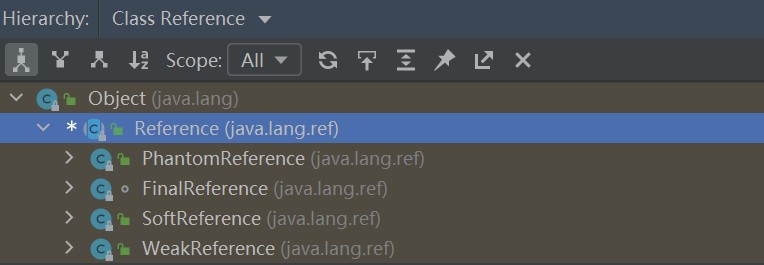 Hierarchy: Class Reference
Scope: All
Object (java.lang)
* Reference (java.lang.ref)
PhantomReference (java.lang.ref)
FinalReference (java.lang.ref)
SoftReference (java.lang.ref)
WeakReference (java.lang.ref)